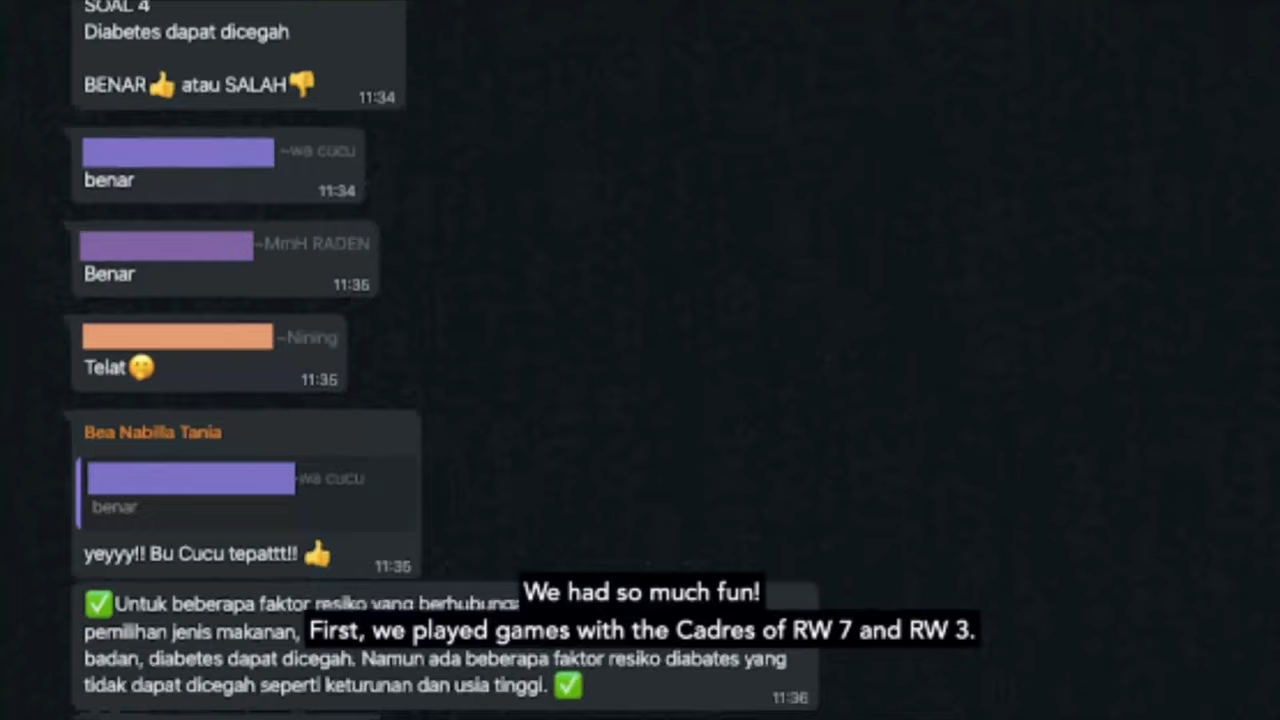 SOAL 4
Diabetes dapat dicegah
BENAR👍 atau SALAH👎
11:34
~wa cucu
benar
11:34
~MmH RADEN
Benar
11:35
~Nining
Telat🤭
11:35
Bea Nabilla Tania
~wa cucu
benar
yeyyy!! Bu Cucu tepattt!! 👍
11:35
✅Untuk beberapa faktor resiko yang
pemilihan jenis makanan,
badan, diabetes dapat dicegah. Namun ada beberapa faktor resiko diabates yang
tidak dapat dicegah seperti keturunan dan usia tinggi. ✅
11:36
We had so much fun!
First, we played games with the Cadres of RW 7 and RW 3.